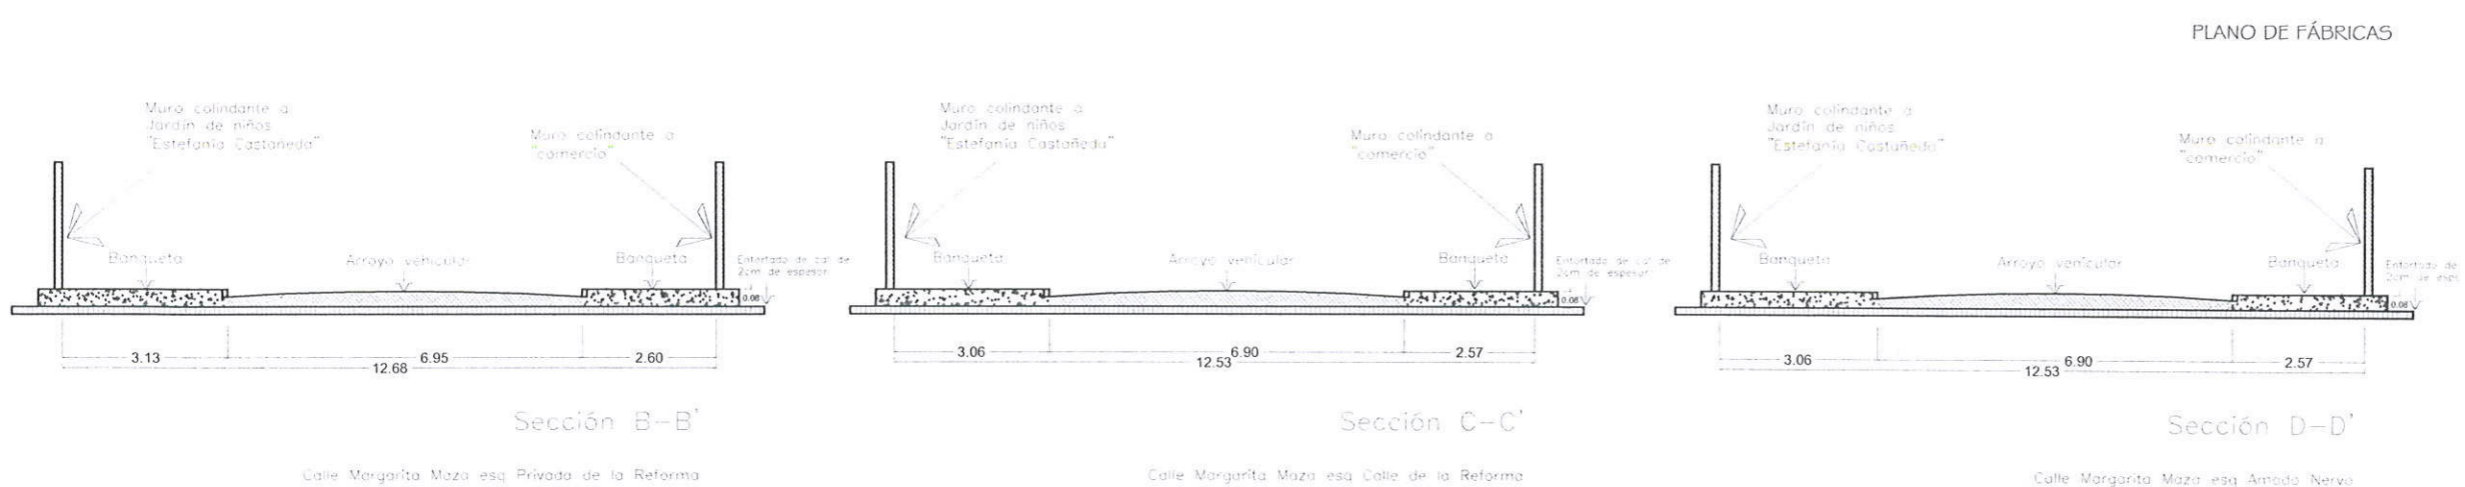 PLANO DE FÁBRICAS
Muro colindante a
Jardín de niños
"Estefanía Castañeda"
Muro colindante a
"comercio"
Banqueta
Arroyo vehicular
Banqueta
Entortado de cal de
2cm de espesor
0.08
3.13
6.95
2.60
12.68
Sección B-B'
Calle Margarita Maza esq Privada de la Reforma
Muro colindante a
Jardín de niños
"Estefanía Castañeda"
Muro colindante a
"comercio"
Banqueta
Arroyo vehicular
Banqueta
Entortado de cal de
2cm de espesor
0.08
3.06
6.90
2.57
12.53
Sección C-C'
Calle Margarita Maza esq Calle de la Reforma
Muro colindante a
Jardín de niños
"Estefanía Castañeda"
Muro colindante a
"comercio"
Banqueta
Arroyo vehicular
Banqueta
Entortado de
2cm de esp
0.08
3.06
6.90
2.57
12.53
Sección D-D'
Calle Margarita Maza esq Amado Nervo